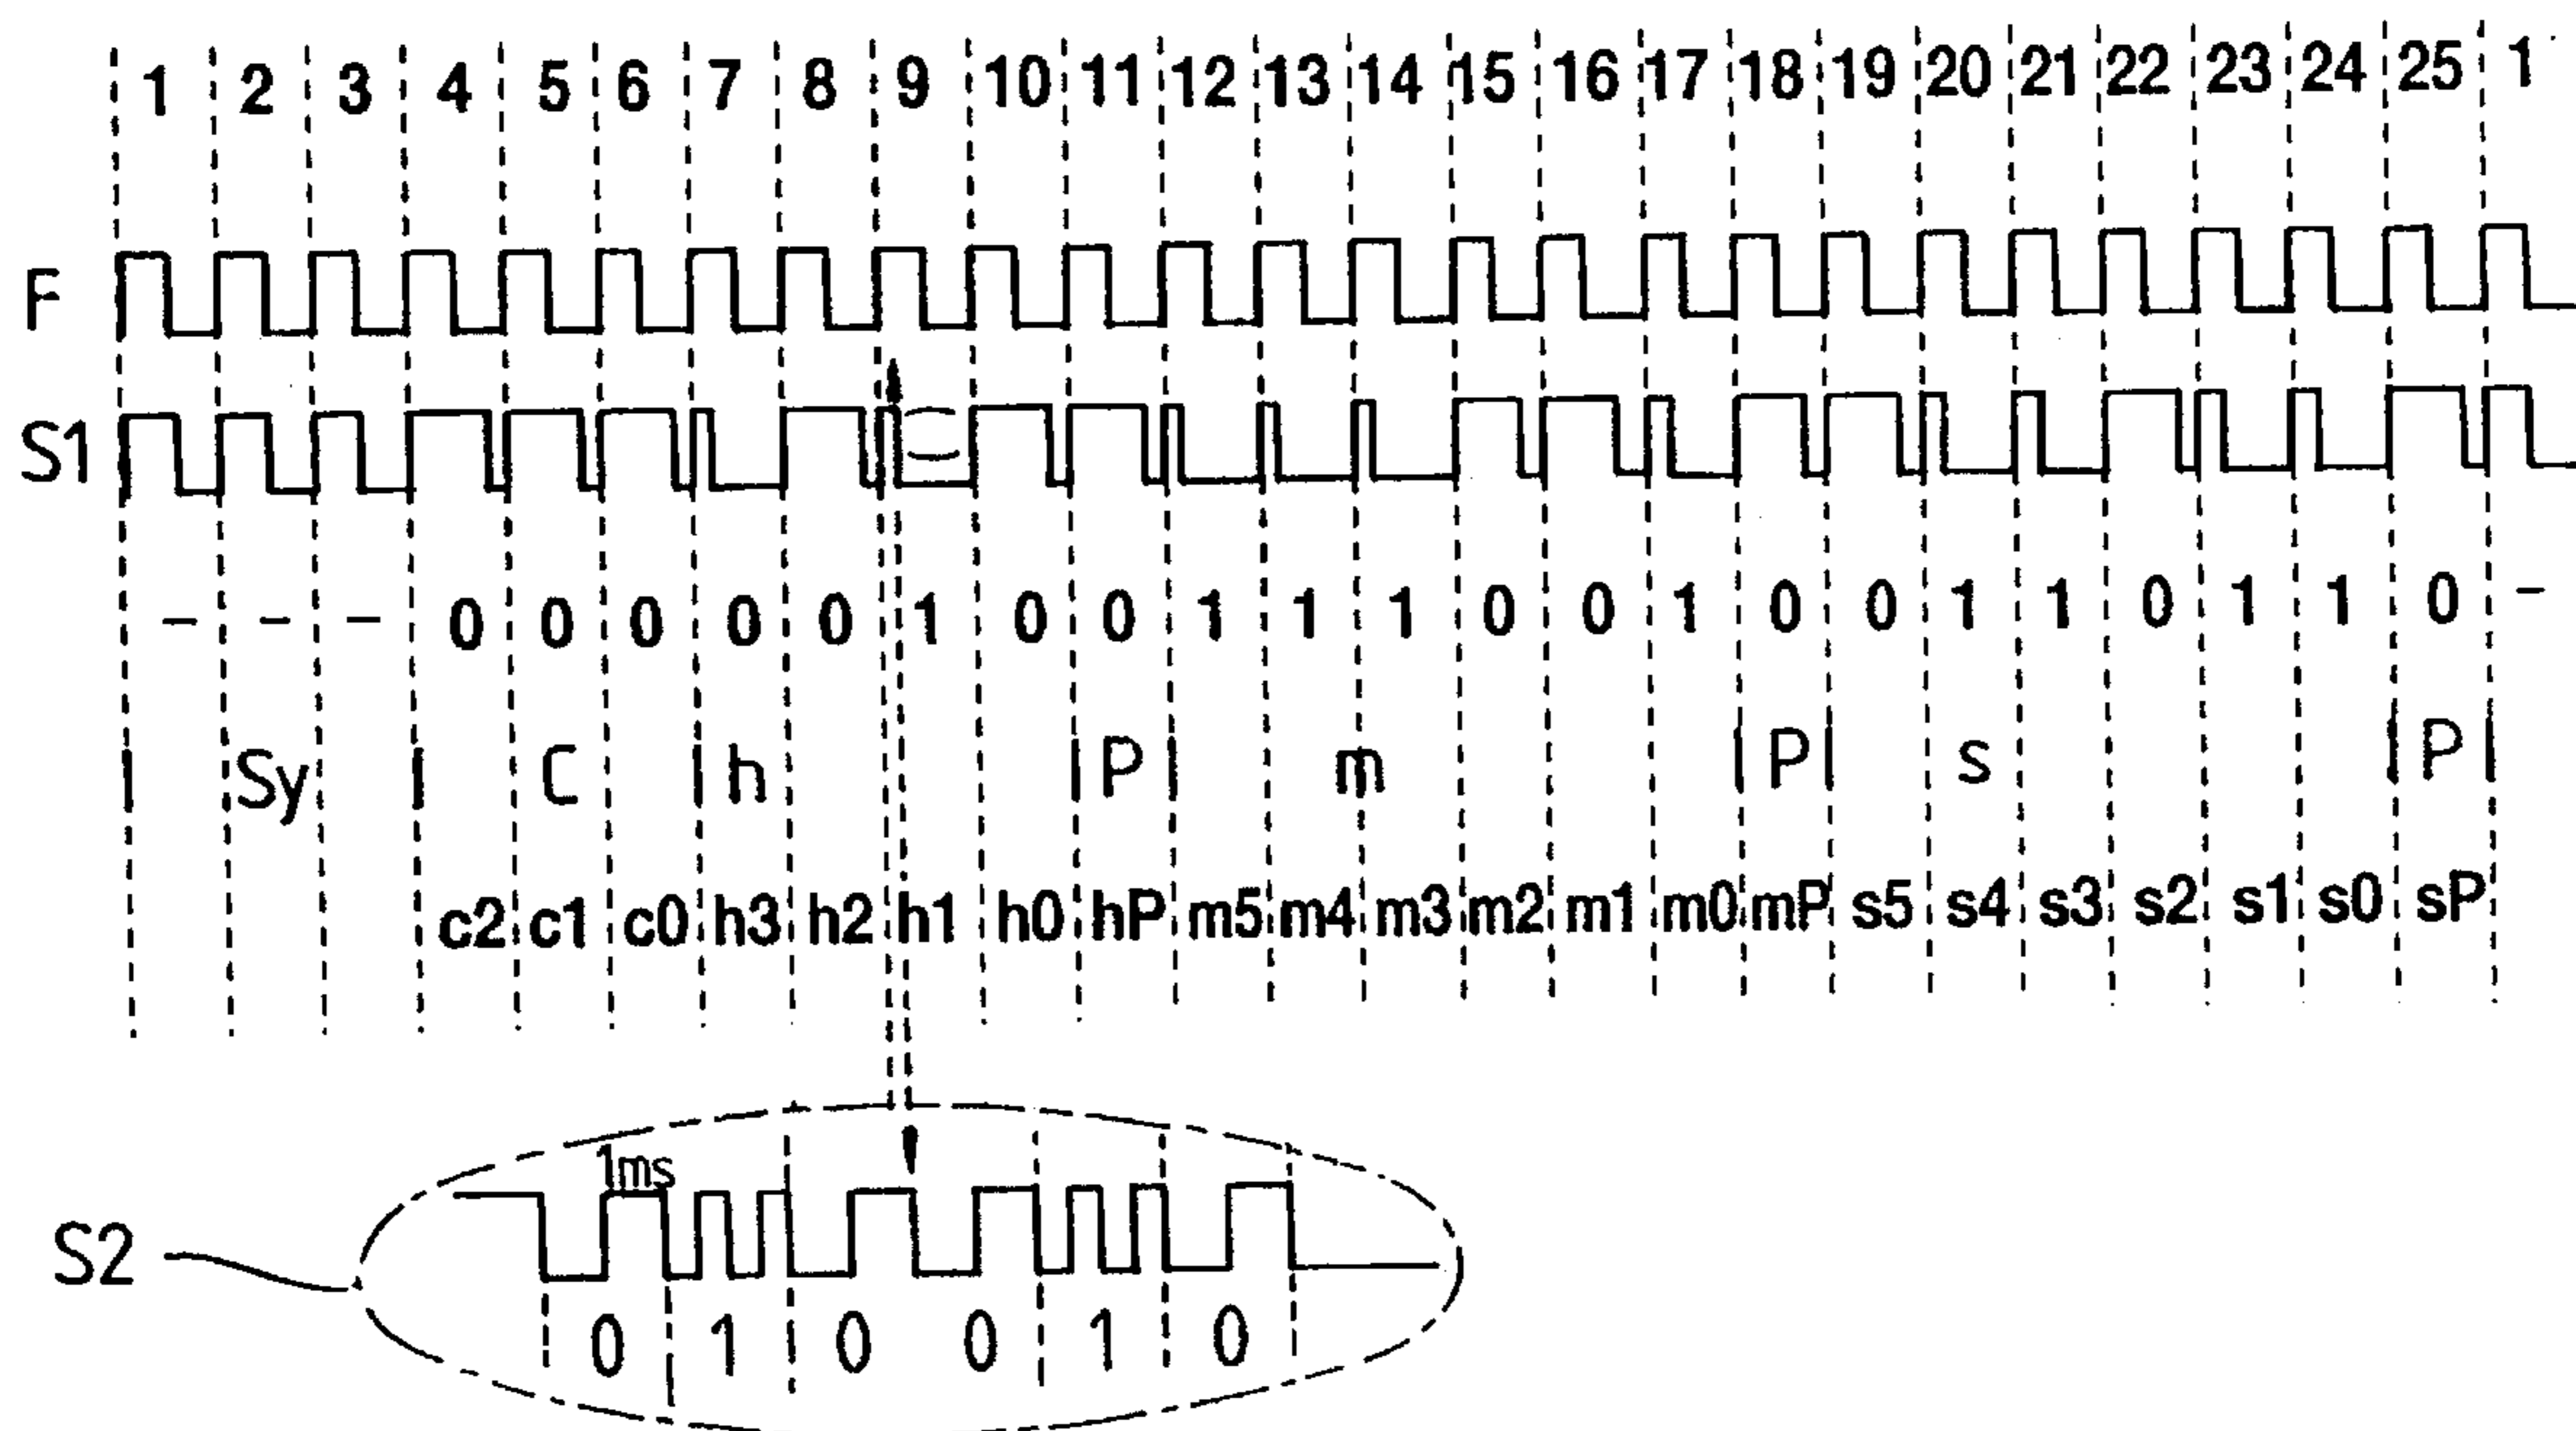 1 2 3 4 5 6 7 8 9 10 11 12 13 14 15 16 17 18 19 20 21 22 23 24 25 1
F
S1
- - - 0 0 0 0 0 1 0 0 1 1 1 0 0 1 0 0 1 1 0 1 1 0 -
Sy C h P m P s P
c2 c1 c0 h3 h2 h1 h0 hP m5 m4 m3 m2 m1 m0 mP s5 s4 s3 s2 s1 s0 sP
1ms
S2
0 1 0 0 1 0